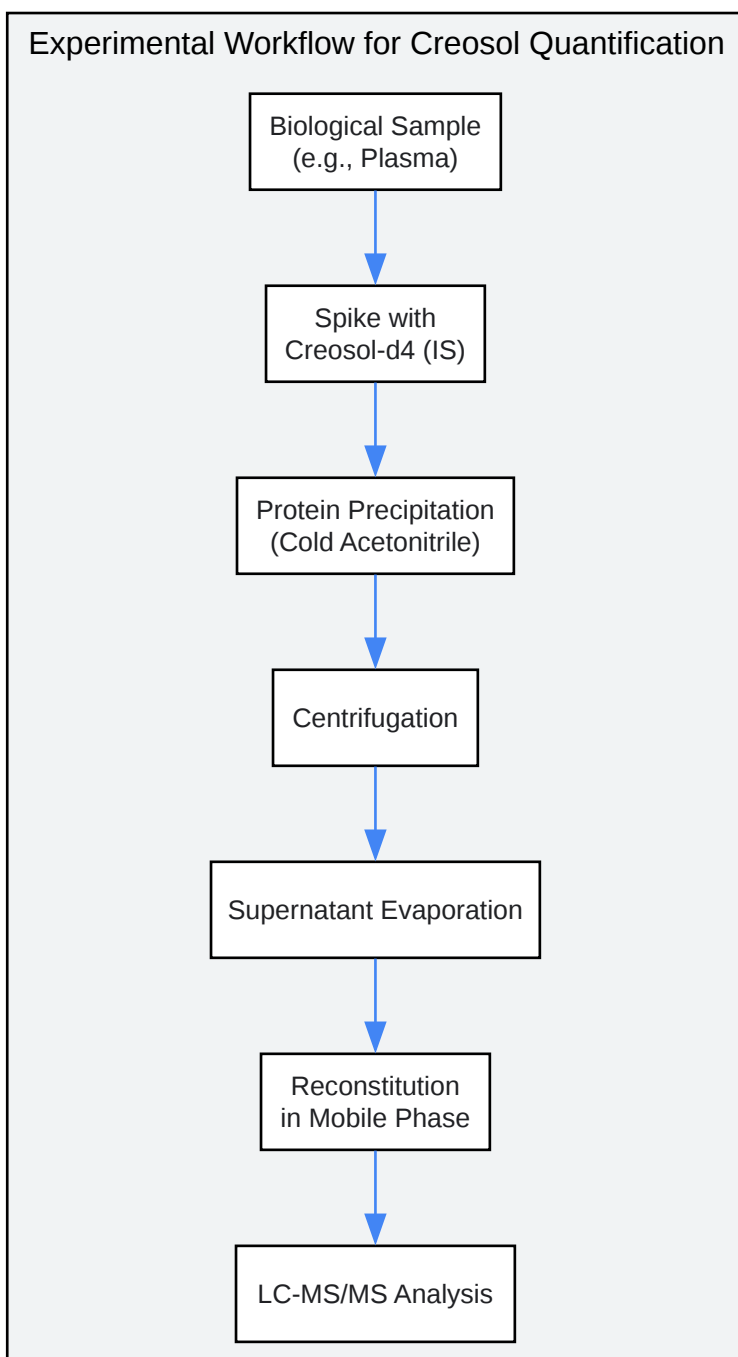 Experimental Workflow for Creosol Quantification
Biological Sample
(e.g., Plasma)
Spike with
Creosol-d4 (IS)
Protein Precipitation
(Cold Acetonitrile)
Centrifugation
Supernatant Evaporation
Reconstitution
in Mobile Phase
LC-MS/MS Analysis